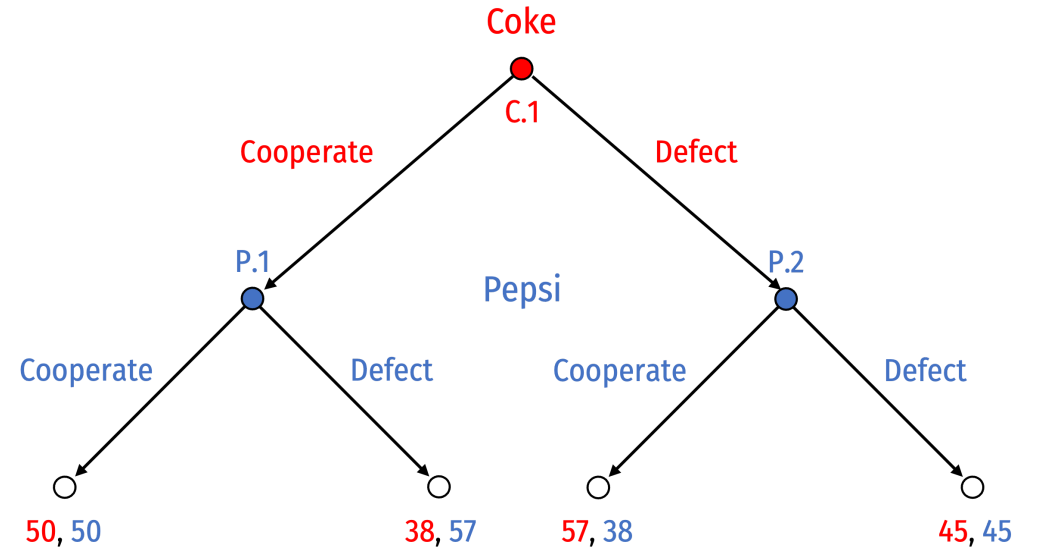 Coke
C.1
Cooperate
Defect
P.1
Pepsi
P.2
Cooperate
Defect
Cooperate
Defect
50, 50
38, 57
57, 38
45, 45